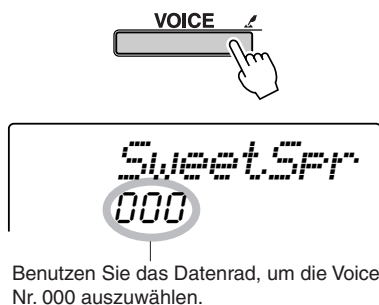 VOICE
SweetSpr
000
Benutzen Sie das Datenrad, um die Voice
Nr. 000 auszuwählen.